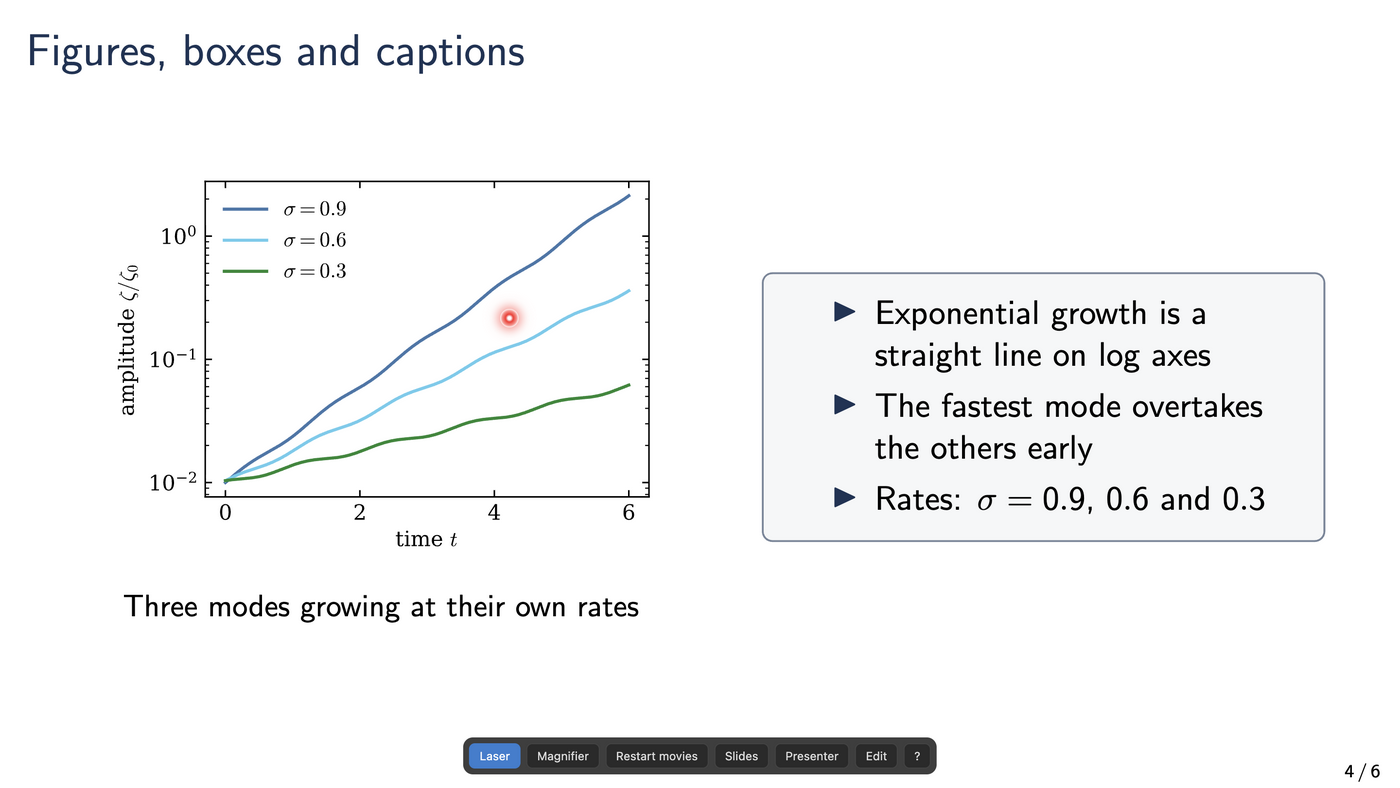 Figures, boxes and captions
σ = 0.9
σ = 0.6
σ = 0.3
10⁰
10⁻¹
10⁻²
amplitude ζ/ζ₀
0 2 4 6
time t
Three modes growing at their own rates
Exponential growth is a
straight line on log axes
The fastest mode overtakes
the others early
Rates: σ = 0.9, 0.6 and 0.3
Laser Magnifier Restart movies Slides Presenter Edit ?
4 / 6